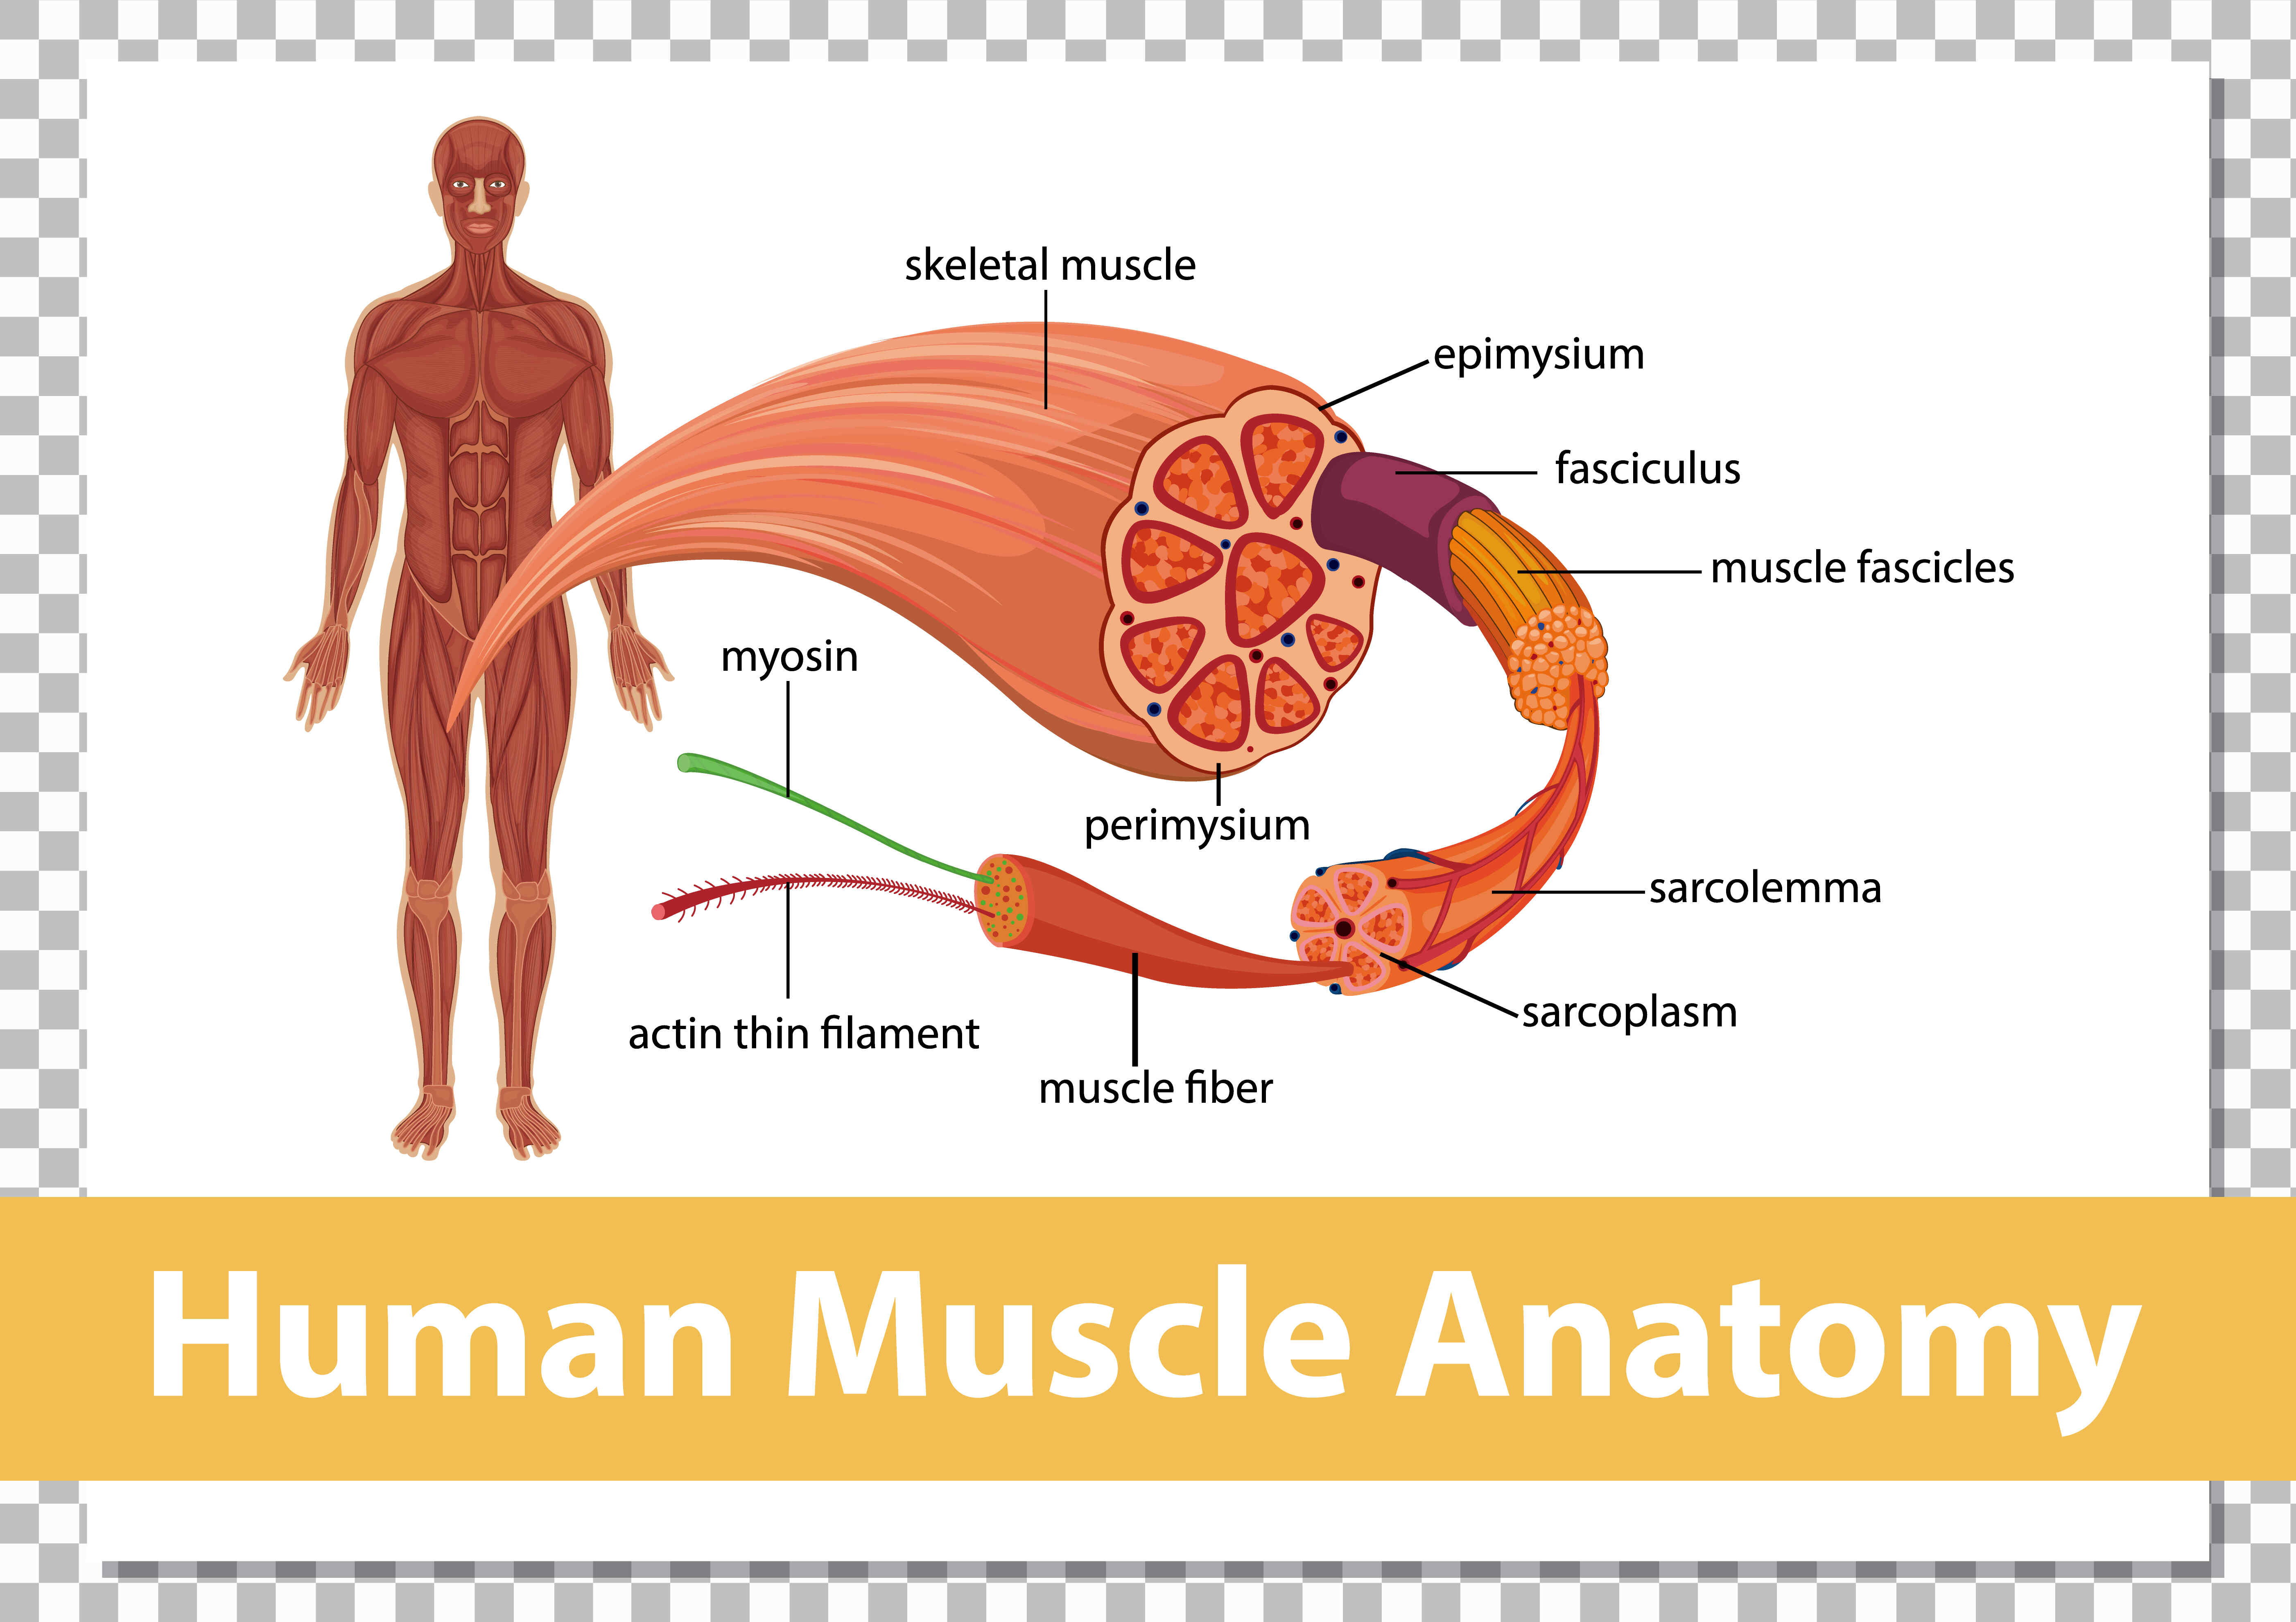 skeletal muscle
epimysium
fasciculus
muscle fascicles
myosin
perimysium
sarcolemma
sarcoplasm
actin thin filament
muscle fiber
Human Muscle Anatomy